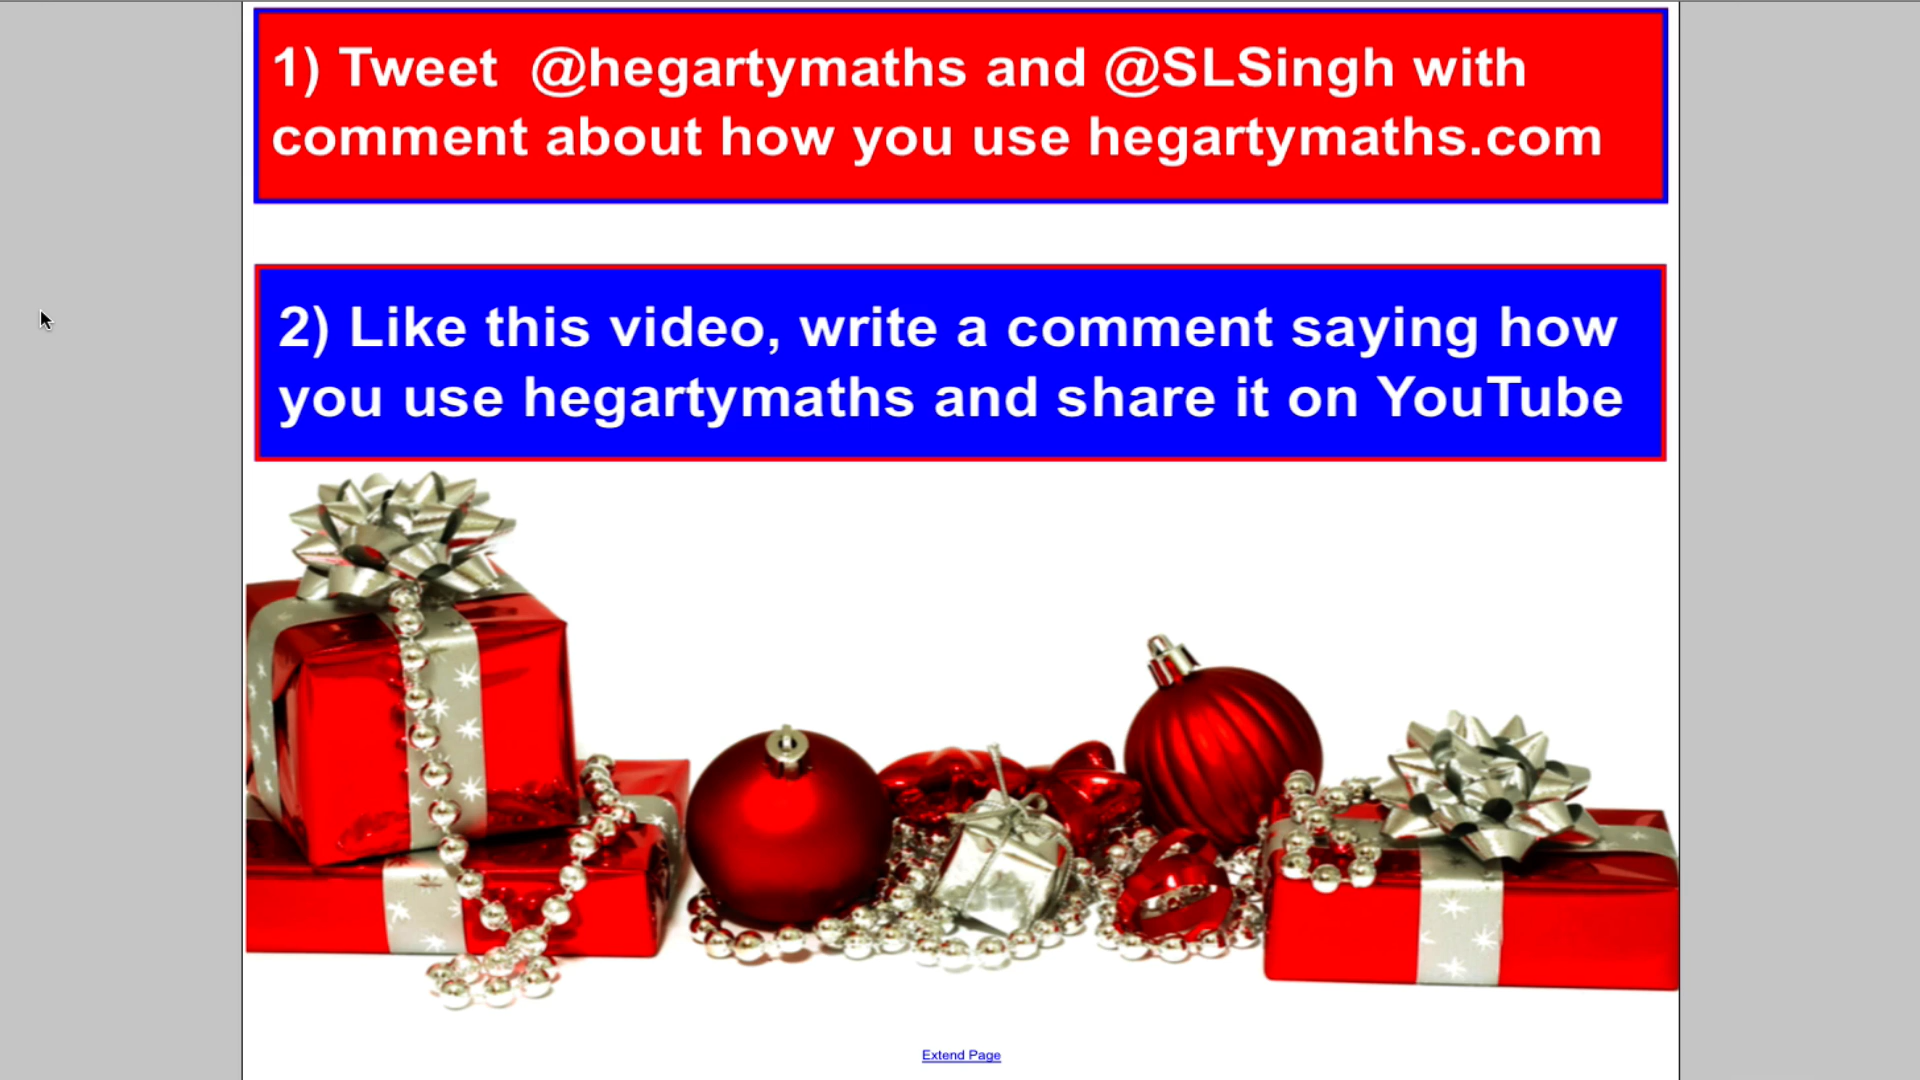 1) Tweet  @hegartymaths and @SLSingh with
comment about how you use hegartymaths.com
2) Like this video, write a comment saying how
you use hegartymaths and share it on YouTube
Extend Page